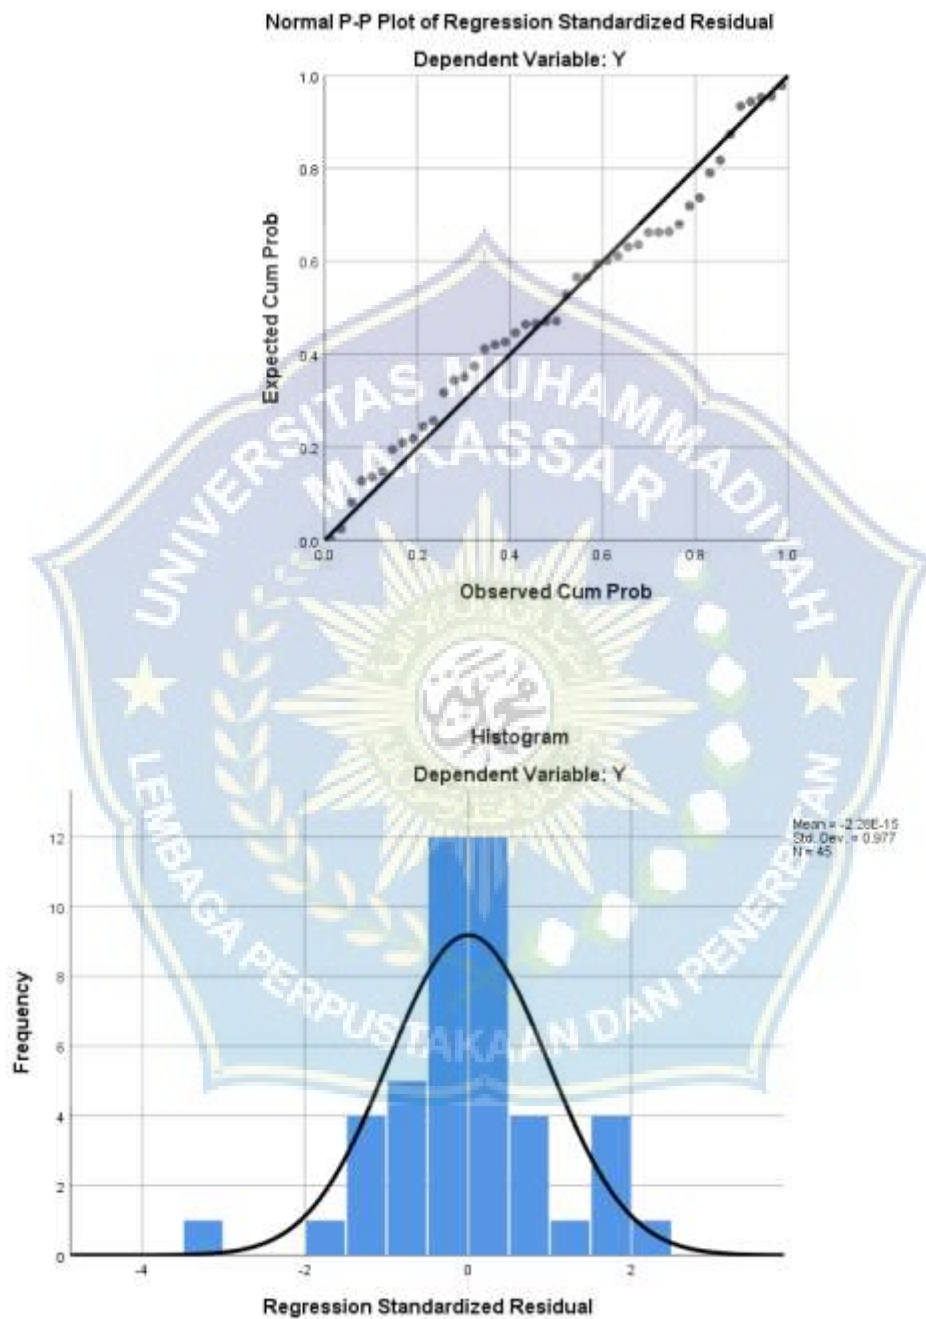 Normal P-P Plot of Regression Standardized Residual
Dependent Variable: Y
Expected Cum Prob
1.0
0.8
0.6
0.4
0.2
0.0
0.0 0.2 0.4 0.6 0.8 1.0
Observed Cum Prob
UNIVERSITAS MUHAMMADIYAH
MAKASSAR
محمد
LEMBAGA PERPUSTAKAAN DAN PENERBITAN
Histogram
Dependent Variable: Y
Mean = -2.28E-15
Std. Dev. = 0.977
N = 45
Frequency
12
10
8
6
4
2
0
-4 -2 0 2
Regression Standardized Residual